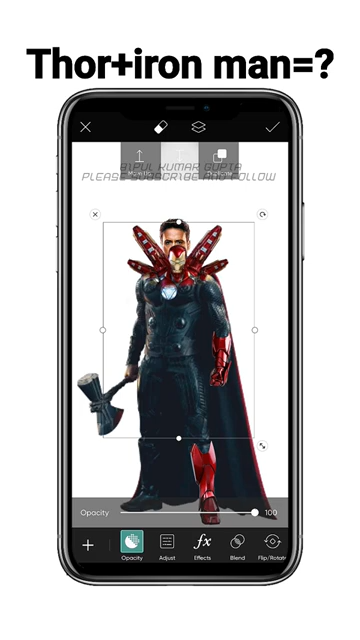 Thor+iron man=?
BIPUL KUMAR GUPTA
PLEASE SUBSCRIBE AND FOLLOW
Opacity
100
Opacity
Adjust
Effects
Blend
Flip/Rotate